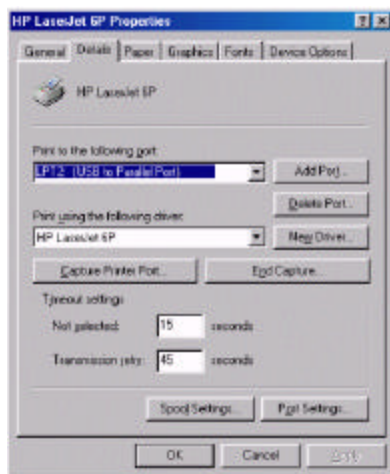 HP LaserJet 6P Properties
General Details Paper Graphics Fonts Device Options
HP LaserJet 6P
Print to the following port:
LPT2: (USB to Parallel Port)
Add Port...
Delete Port...
Print using the following driver:
HP LaserJet 6P
New Driver...
Capture Printer Port... End Capture...
Timeout settings
Not selected: 15 seconds
Transmission retry: 45 seconds
Spool Settings... Port Settings...
OK Cancel Apply